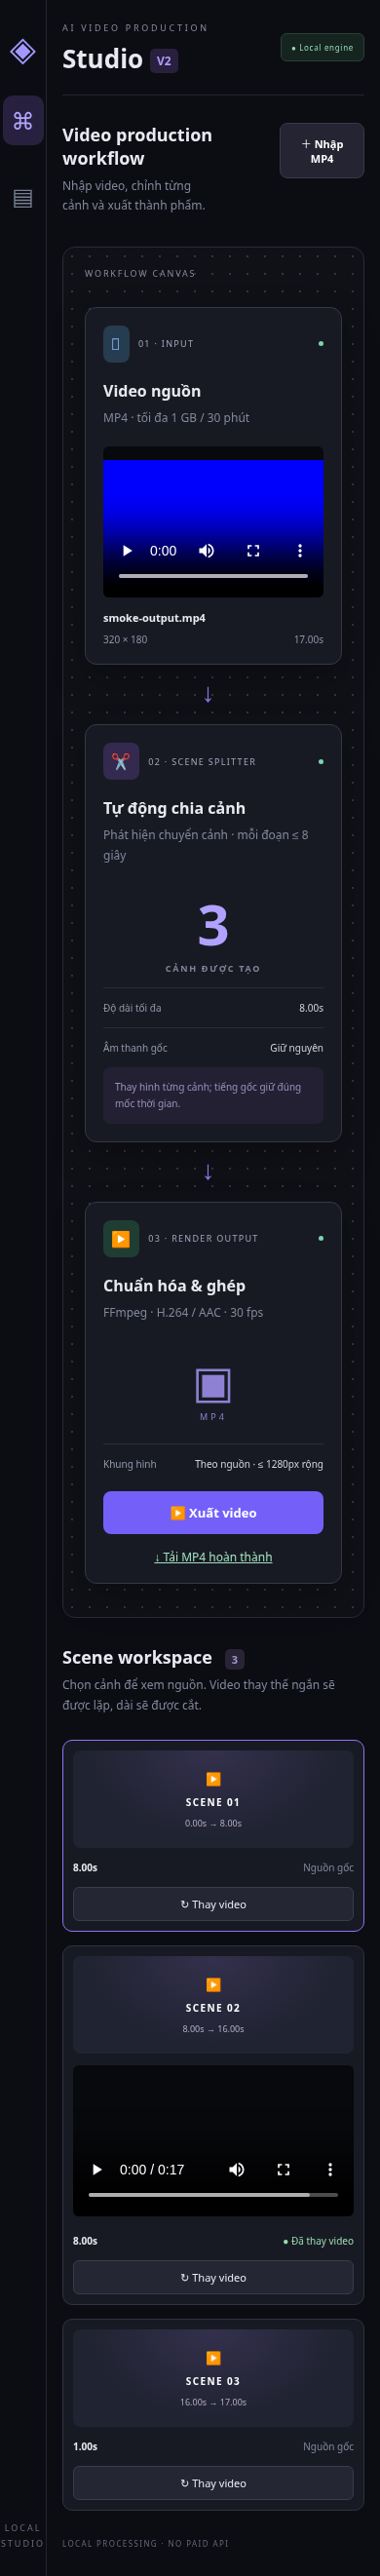 AI VIDEO PRODUCTION
Studio V2
● Local engine
Video production
workflow
Nhập video, chỉnh từng
cảnh và xuất thành phẩm.
＋ Nhập
MP4
WORKFLOW CANVAS
01 · INPUT
Video nguồn
MP4 · tối đa 1 GB / 30 phút
0:00
smoke-output.mp4
320 × 180 17.00s
↓
02 · SCENE SPLITTER
Tự động chia cảnh
Phát hiện chuyển cảnh · mỗi đoạn ≤ 8
giây
3
CẢNH ĐƯỢC TẠO
Độ dài tối đa 8.00s
Âm thanh gốc Giữ nguyên
Thay hình từng cảnh; tiếng gốc giữ đúng
mốc thời gian.
↓
03 · RENDER OUTPUT
Chuẩn hóa & ghép
FFmpeg · H.264 / AAC · 30 fps
MP4
Khung hình Theo nguồn · ≤ 1280px rộng
▶️ Xuất video
↓ Tải MP4 hoàn thành
Scene workspace 3
Chọn cảnh để xem nguồn. Video thay thế ngắn sẽ
được lặp, dài sẽ được cắt.
SCENE 01
0.00s → 8.00s
8.00s Nguồn gốc
↻ Thay video
SCENE 02
8.00s → 16.00s
0:00 / 0:17
8.00s ● Đã thay video
↻ Thay video
SCENE 03
16.00s → 17.00s
1.00s Nguồn gốc
↻ Thay video
LOCAL
STUDIO
LOCAL PROCESSING · NO PAID API